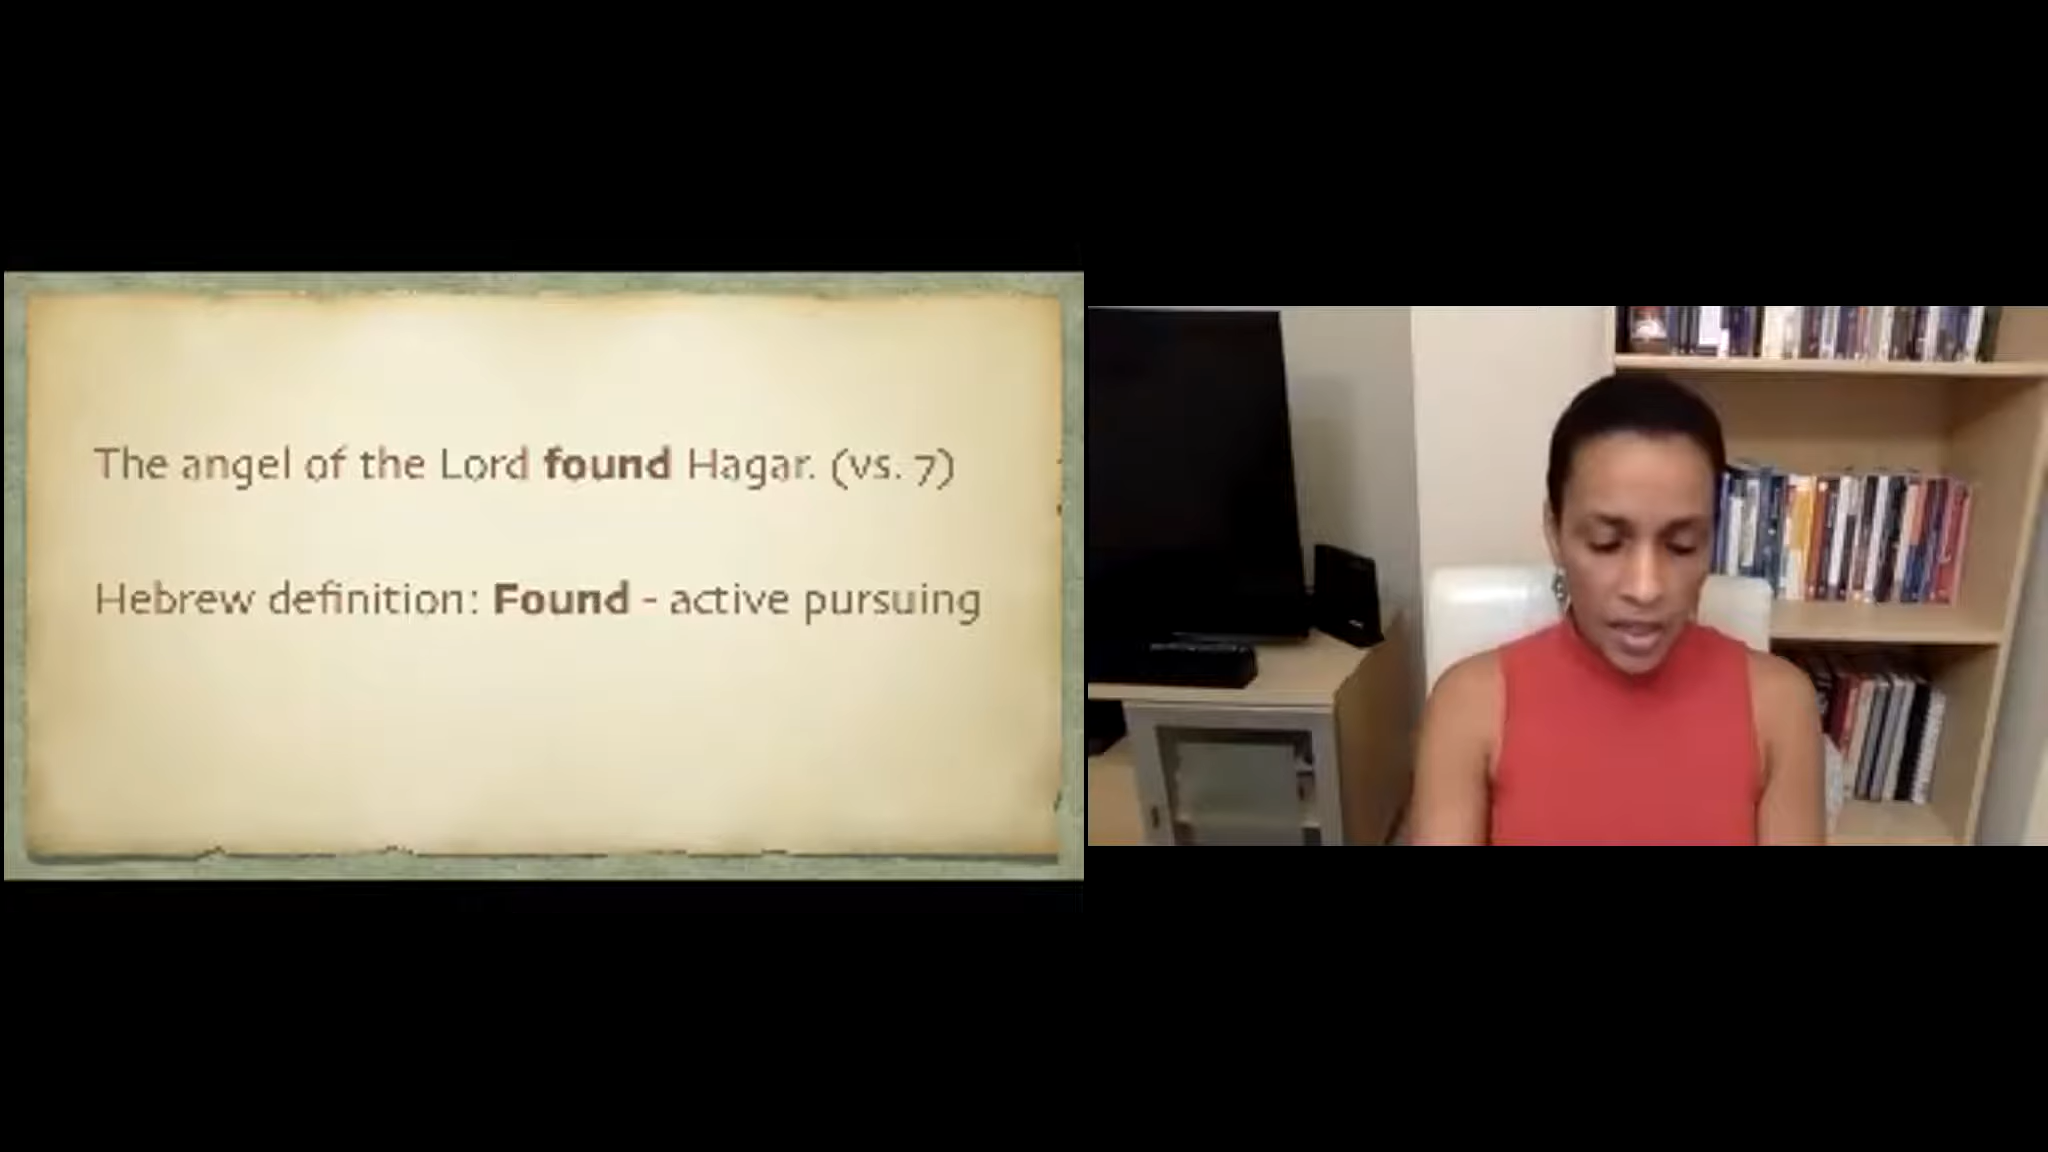 The angel of the Lord found Hagar. (vs. 7)
Hebrew definition: Found - active pursuing